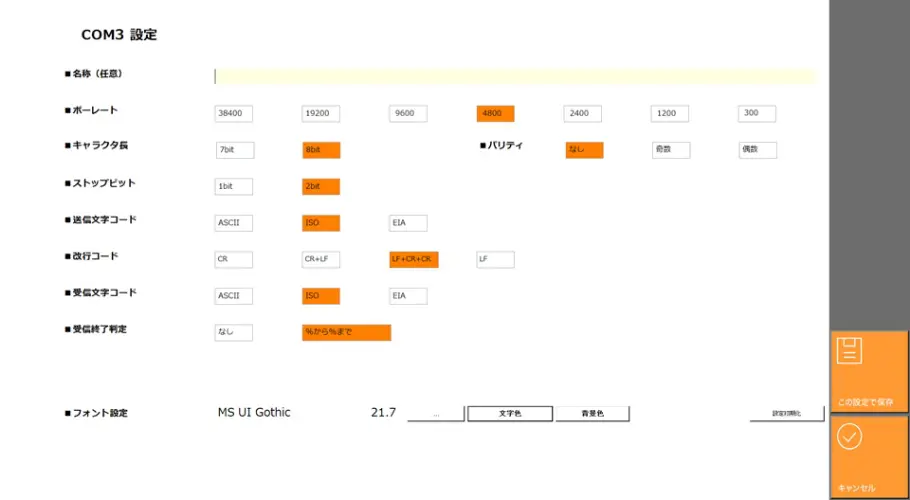 COM3 設定
■名称（任意）
■ボーレート 38400 19200 9600 4800 2400 1200 300
■キャラクタ長 7bit 8bit ■パリティ なし 奇数 偶数
■ストップビット 1bit 2bit
■送信文字コード ASCII ISO EIA
■改行コード CR CR+LF LF+CR+CR LF
■受信文字コード ASCII ISO EIA
■受信終了判定 なし %から%まで
この設定で保存
■フォント設定 MS UI Gothic 21.7 ... 文字色 背景色 設定初期化
キャンセル